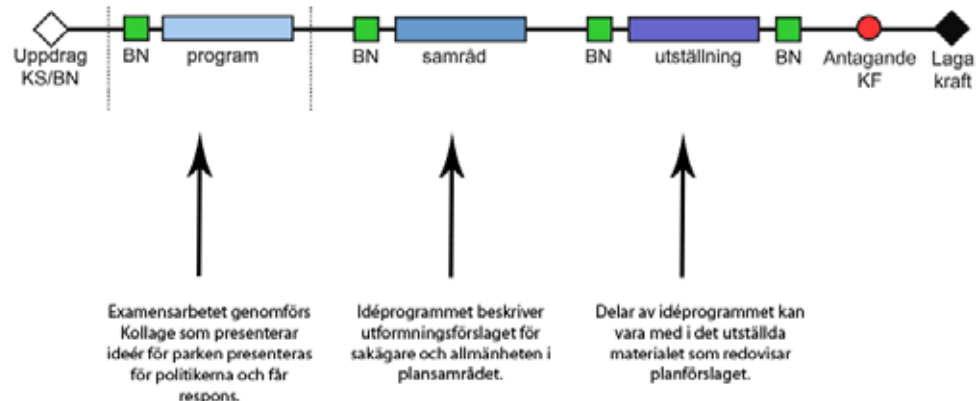 Uppdrag
KS/BN
BN
program
BN
samråd
BN
utställning
BN
Antagande
KF
Laga
kraft
Examensarbetet genomförs
Kollage som presenterar
ideér för parken presenteras
för politikerna och får
respons.
Idéprogrammet beskriver
utformningsförslaget för
sakägare och allmänheten i
plansamrådet.
Delar av idéprogrammet kan
vara med i det utställda
materialet som redovisar
planförslaget.